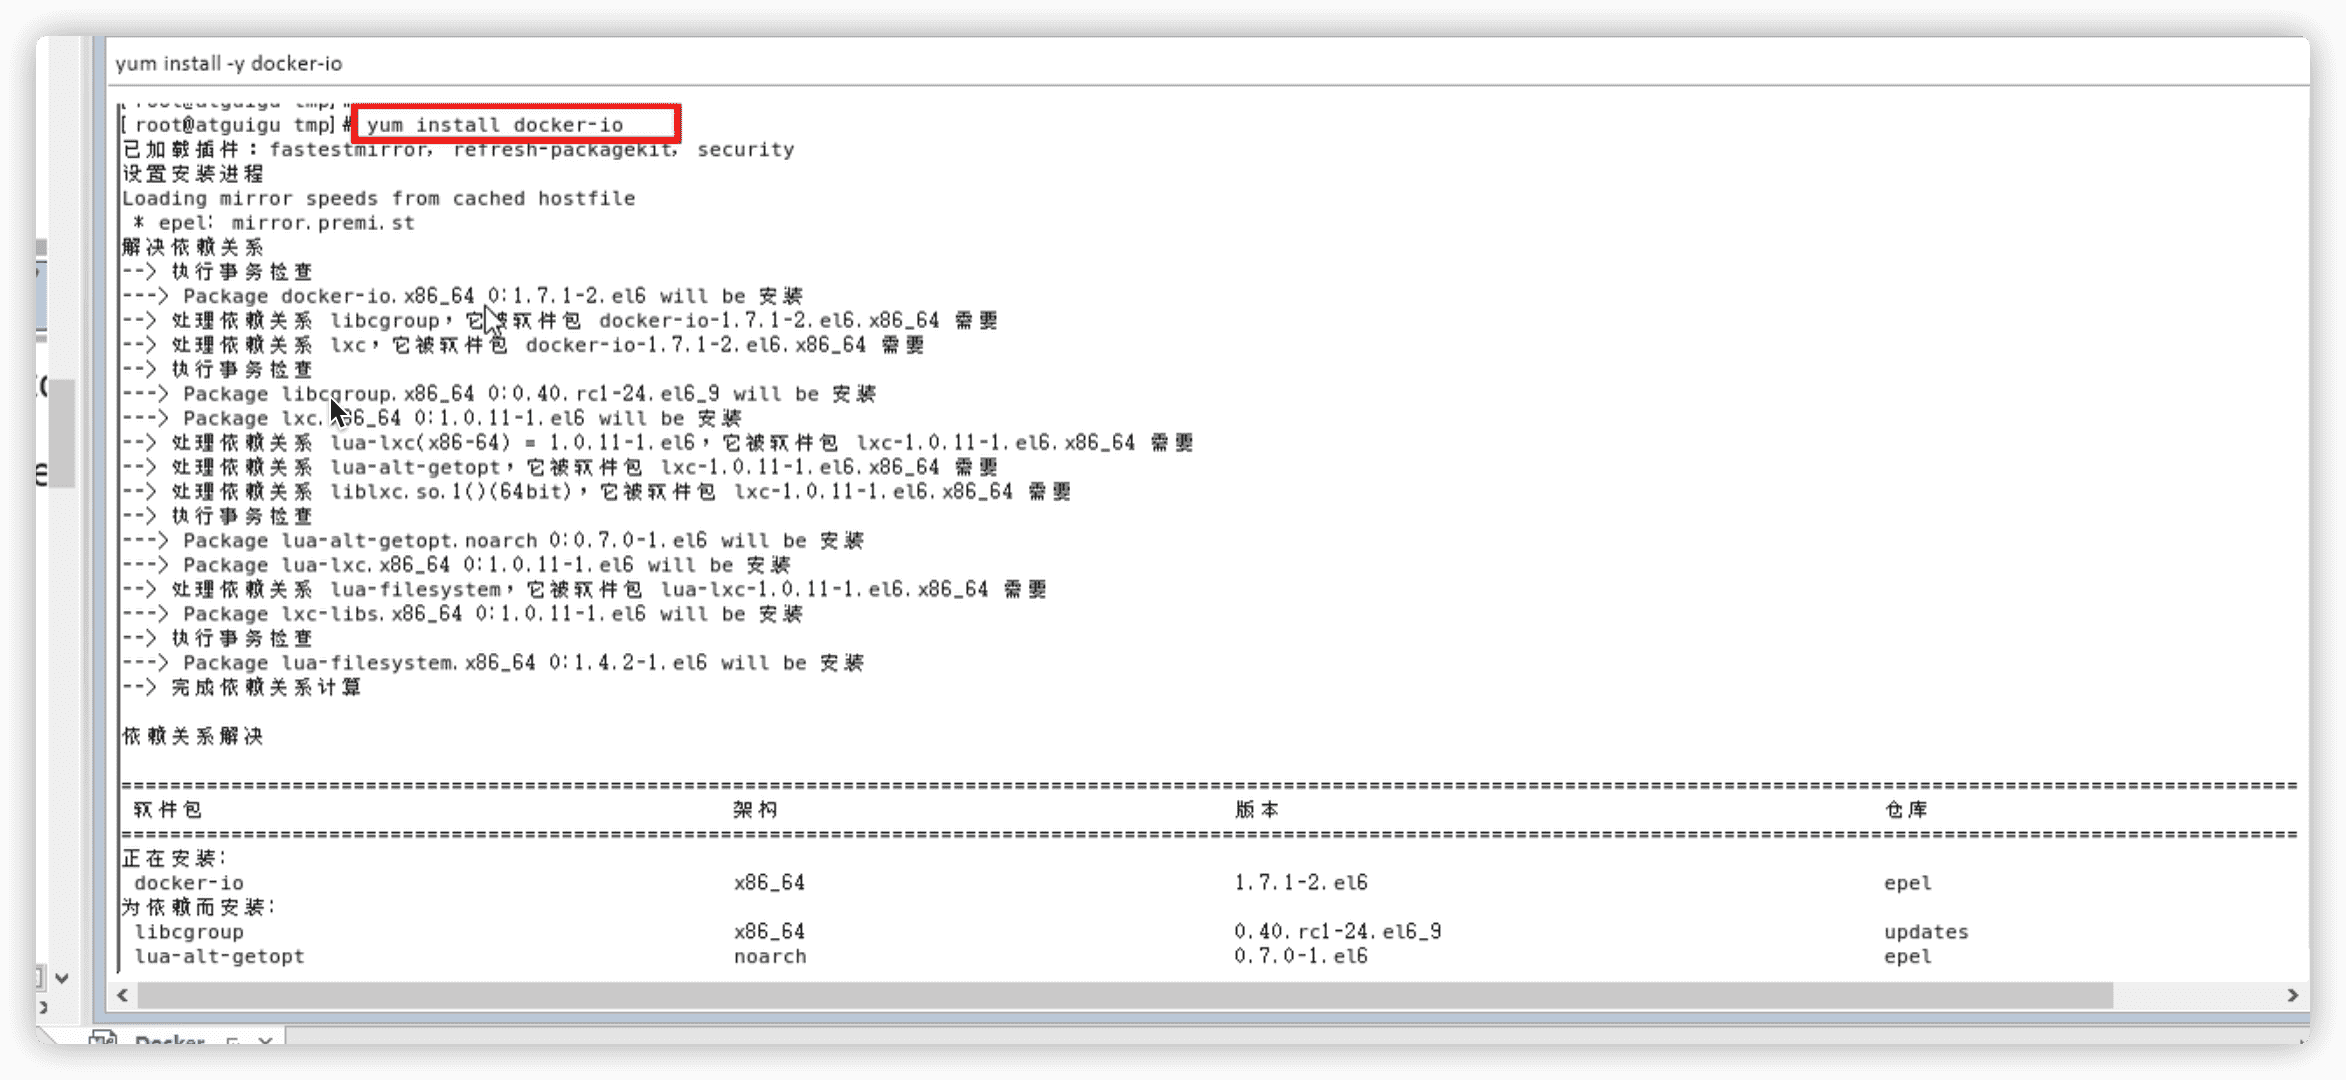 yum install -y docker-io
[root@atguigu tmp]# yum install docker-io
已加载插件：fastestmirror, refresh-packagekit, security
设置安装进程
Loading mirror speeds from cached hostfile
* epel: mirror.premi.st
解决依赖关系
--> 执行事务检查
---> Package docker-io.x86_64 0:1.7.1-2.el6 will be 安装
--> 处理依赖关系 libcgroup，它被软件包 docker-io-1.7.1-2.el6.x86_64 需要
--> 处理依赖关系 lxc，它被软件包 docker-io-1.7.1-2.el6.x86_64 需要
--> 执行事务检查
---> Package libcgroup.x86_64 0:0.40.rc1-24.el6_9 will be 安装
---> Package lxc.x86_64 0:1.0.11-1.el6 will be 安装
--> 处理依赖关系 lua-lxc(x86-64) = 1.0.11-1.el6，它被软件包 lxc-1.0.11-1.el6.x86_64 需要
--> 处理依赖关系 lua-alt-getopt，它被软件包 lxc-1.0.11-1.el6.x86_64 需要
--> 处理依赖关系 liblxc.so.1()(64bit)，它被软件包 lxc-1.0.11-1.el6.x86_64 需要
--> 执行事务检查
---> Package lua-alt-getopt.noarch 0:0.7.0-1.el6 will be 安装
---> Package lua-lxc.x86_64 0:1.0.11-1.el6 will be 安装
--> 处理依赖关系 lua-filesystem，它被软件包 lua-lxc-1.0.11-1.el6.x86_64 需要
---> Package lxc-libs.x86_64 0:1.0.11-1.el6 will be 安装
--> 执行事务检查
---> Package lua-filesystem.x86_64 0:1.4.2-1.el6 will be 安装
--> 完成依赖关系计算
依赖关系解决
软件包 架构 版本 仓库
正在安装:
docker-io x86_64 1.7.1-2.el6 epel
为依赖而安装:
libcgroup x86_64 0.40.rc1-24.el6_9 updates
lua-alt-getopt noarch 0.7.0-1.el6 epel
Docker